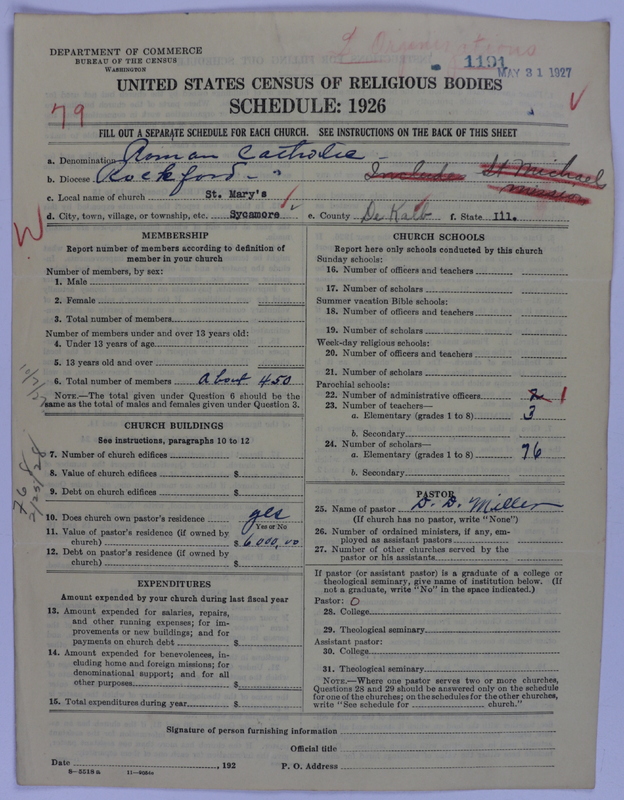 2 Organizations
DEPARTMENT OF COMMERCE
BUREAU OF THE CENSUS
WASHINGTON
1191
MAY 31 1927
UNITED STATES CENSUS OF RELIGIOUS BODIES
SCHEDULE: 1926
79
FILL OUT A SEPARATE SCHEDULE FOR EACH CHURCH. SEE INSTRUCTIONS ON THE BACK OF THIS SHEET
a. Denomination Roman Catholic
b. Diocese Rockford Includes St Michael mission
c. Local name of church St. Mary's
d. City, town, village, or township, etc. Sycamore e. County De Kalb f. State Ill.
W
MEMBERSHIP
Report number of members according to definition of
member in your church
Number of members, by sex:
1. Male
2. Female
3. Total number of members
Number of members under and over 13 years old:
4. Under 13 years of age
5. 13 years old and over
6. Total number of members About 450
NOTE.—The total given under Question 6 should be the
same as the total of males and females given under Question 3.
11/7/27
CHURCH BUILDINGS
See instructions, paragraphs 10 to 12
7. Number of church edifices
8. Value of church edifices $
9. Debt on church edifices $
768
2/25/28
10. Does church own pastor's residence yes
Yes or No
11. Value of pastor's residence (if owned by
church) $ 6000,00
12. Debt on pastor's residence (if owned by
church) $
EXPENDITURES
Amount expended by your church during last fiscal year
13. Amount expended for salaries, repairs,
and other running expenses; for im-
provements or new buildings; and for
payments on church debt $
14. Amount expended for benevolences, in-
cluding home and foreign missions; for
denominational support; and for all
other purposes $
15. Total expenditures during year $
CHURCH SCHOOLS
Report here only schools conducted by this church
Sunday schools:
16. Number of officers and teachers
17. Number of scholars
Summer vacation Bible schools:
18. Number of officers and teachers
19. Number of scholars
Week-day religious schools:
20. Number of officers and teachers
21. Number of scholars
Parochial schools:
22. Number of administrative officers 1
23. Number of teachers—
a. Elementary (grades 1 to 8) 3
b. Secondary
24. Number of scholars—
a. Elementary (grades 1 to 8) 76
b. Secondary
PASTOR
25. Name of pastor D. D. Miller
(If church has no pastor, write "None")
26. Number of ordained ministers, if any, em-
ployed as assistant pastors
27. Number of other churches served by the
pastor or his assistants
If pastor (or assistant pastor) is a graduate of a college or
theological seminary, give name of institution below. (If
not a graduate, write "No" in the space indicated.)
Pastor: 0
28. College
29. Theological seminary
Assistant pastor:
30. College
31. Theological seminary
NOTE.—Where one pastor serves two or more churches,
Questions 28 and 29 should be answered only on the schedule
for one of the churches; on the schedules for the other churches,
write "See schedule for church."
Signature of person furnishing information
Official title
Date , 192 P. O. Address
8—5518 a